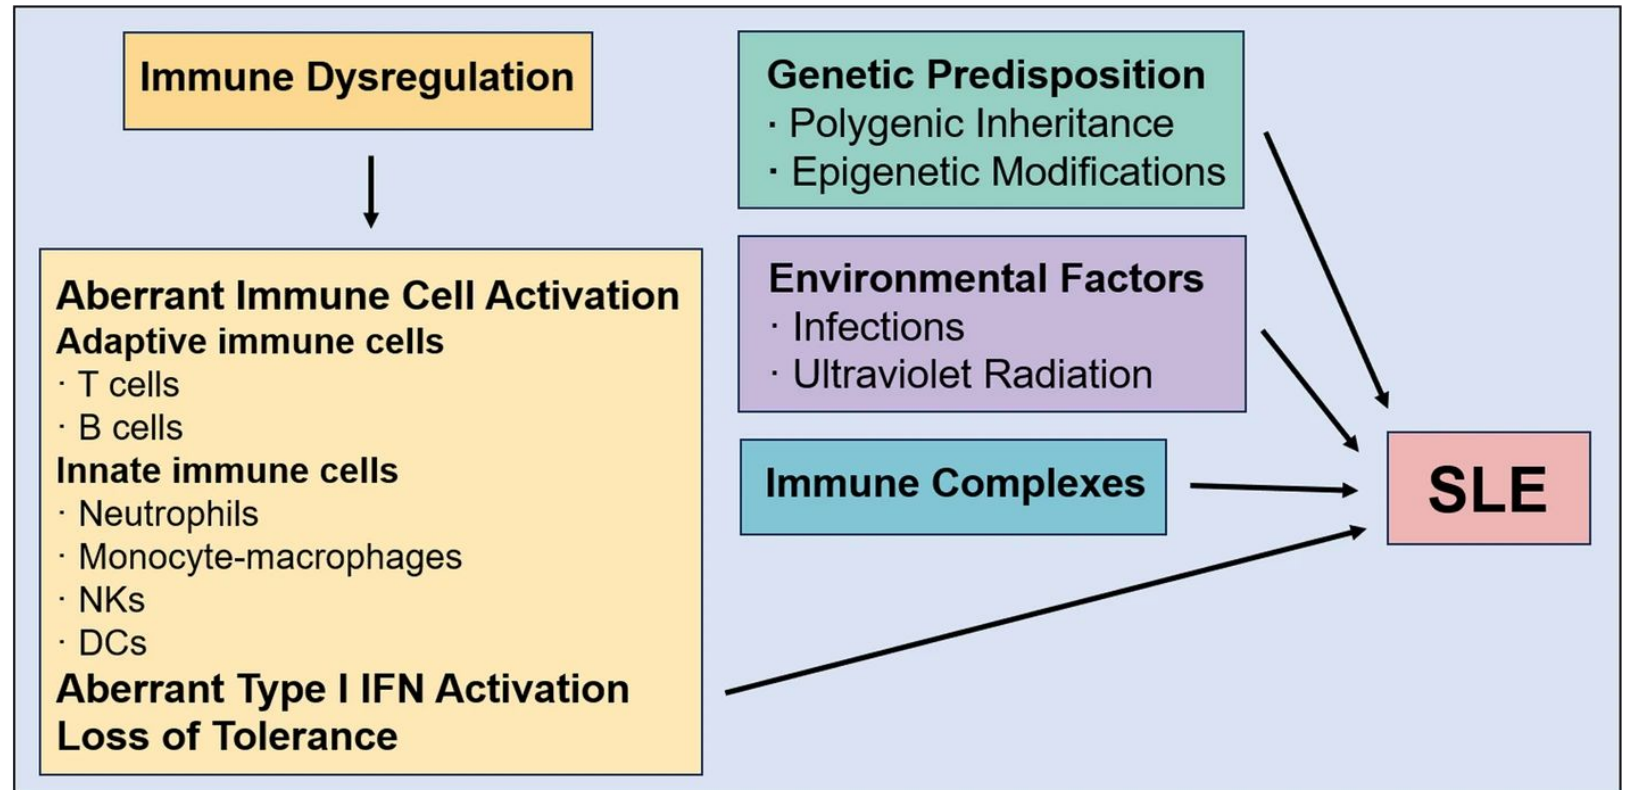 Immune Dysregulation
Aberrant Immune Cell Activation
Adaptive immune cells
· T cells
· B cells
Innate immune cells
· Neutrophils
· Monocyte-macrophages
· NKs
· DCs
Aberrant Type I IFN Activation
Loss of Tolerance
Genetic Predisposition
· Polygenic Inheritance
· Epigenetic Modifications
Environmental Factors
· Infections
· Ultraviolet Radiation
Immune Complexes
SLE